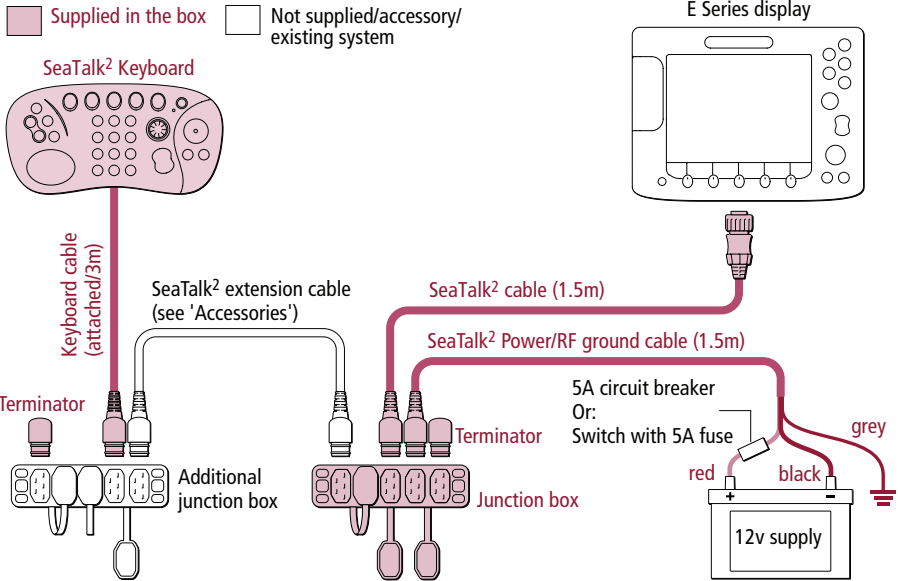 Supplied in the box
Not supplied/accessory/
existing system
E Series display
SeaTalk2 Keyboard
Keyboard cable
(attached/3m)
SeaTalk2 extension cable
(see 'Accessories')
SeaTalk2 cable (1.5m)
SeaTalk2 Power/RF ground cable (1.5m)
5A circuit breaker
Or:
Switch with 5A fuse
Terminator
Terminator
grey
red
black
Additional
junction box
Junction box
+
–
12v supply